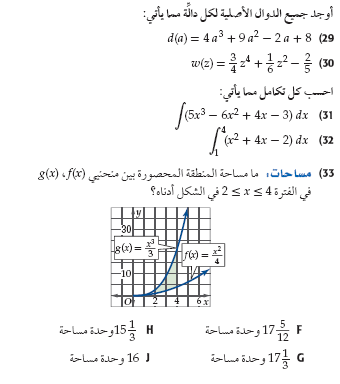 أوجد جميع الدوال الأصلية لكل دالَّة مما يأتي:
(29 d(a) = 4a³ + 9a² − 2a + 8
(30 w(z) = 3/4 z⁴ + 1/6 z² − 2/5
احسب كل تكامل مما يأتي:
(31 ∫(5x³ − 6x² + 4x − 3) dx
(32 ∫₁⁴ (x² + 4x − 2) dx
(33 مساحات: ما مساحة المنطقة المحصورة بين منحنيي f(x)، g(x)
في الفترة 2 ≤ x ≤ 4 في الشكل أدناه؟
y
30
g(x) = x³/3
f(x) = x²/4
10
O 2 4 6 x
F 17 5/12 وحدة مساحة
H 15 1/3 وحدة مساحة
G 17 1/3 وحدة مساحة
J 16 وحدة مساحة